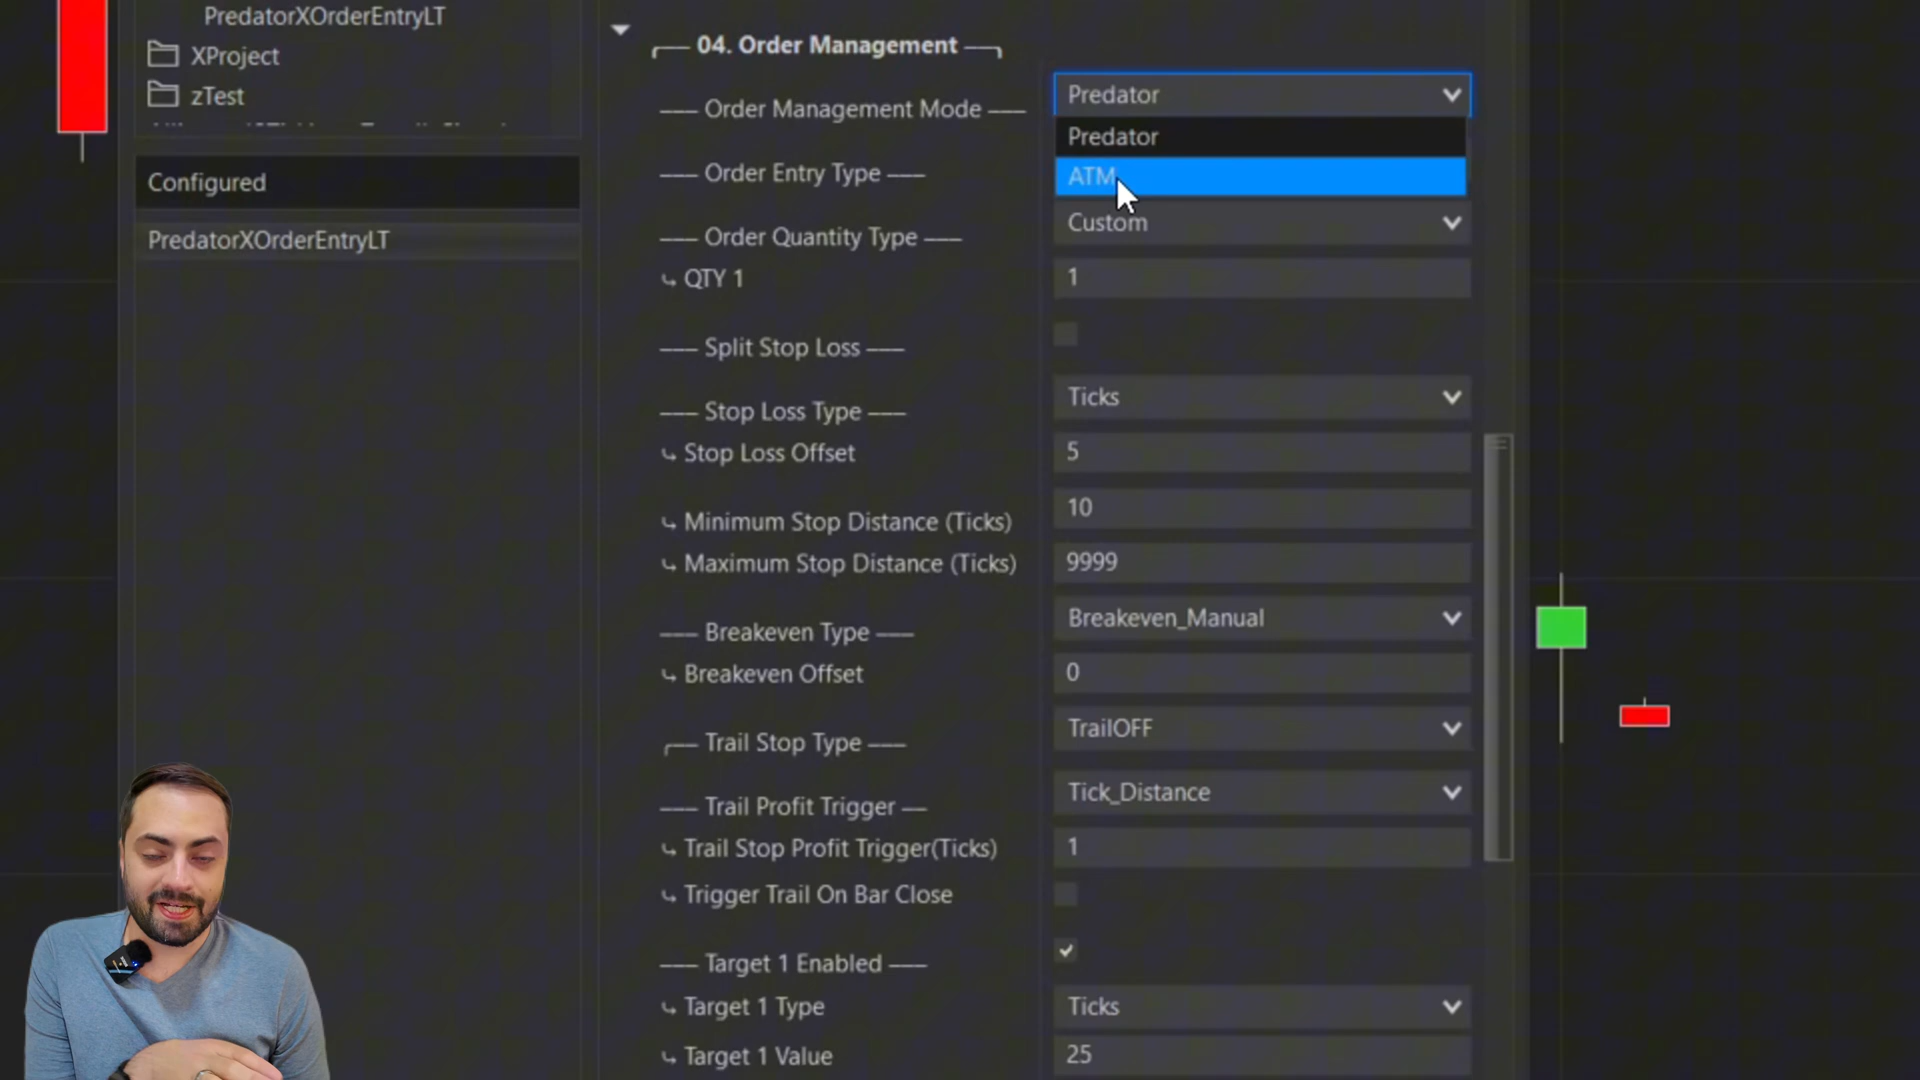 PredatorXOrderEntryLT
XProject
zTest
Configured
PredatorXOrderEntryLT
04. Order Management
Order Management Mode
Predator
Predator
ATM
Order Entry Type
Order Quantity Type
Custom
QTY 1
1
Split Stop Loss
Stop Loss Type
Ticks
Stop Loss Offset
5
Minimum Stop Distance (Ticks)
10
Maximum Stop Distance (Ticks)
9999
Breakeven Type
Breakeven_Manual
Breakeven Offset
0
Trail Stop Type
TrailOFF
Trail Profit Trigger
Tick_Distance
Trail Stop Profit Trigger(Ticks)
1
Trigger Trail On Bar Close
Target 1 Enabled
Target 1 Type
Ticks
Target 1 Value
25